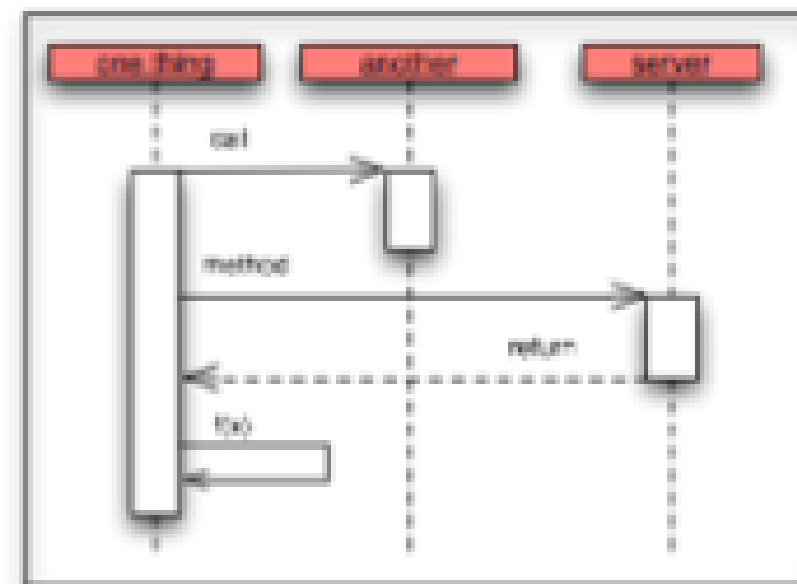 one thing
another
server
call
method
return
f(x)